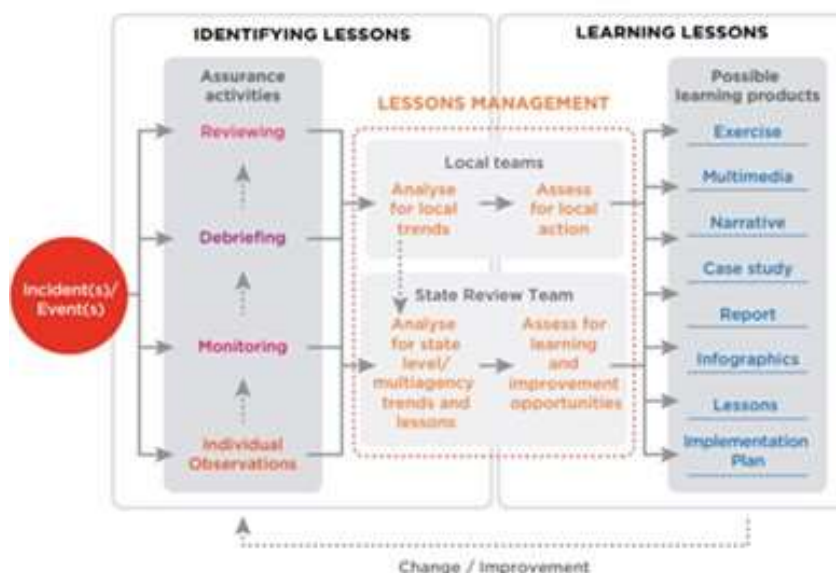 IDENTIFYING LESSONS
LEARNING LESSONS
Assurance
activities
Possible
learning products
LESSONS MANAGEMENT
Reviewing
Debriefing
Monitoring
Individual
Observations
Incident(s)/
Event(s)
Local teams
Analyse
for local
trends
Assess
for local
action
State Review Team
Analyse
for state
level/
multiagency
trends and
lessons
Assess for
learning
and
improvement
opportunities
Exercise
Multimedia
Narrative
Case study
Report
Infographics
Lessons
Implementation
Plan
Change / Improvement